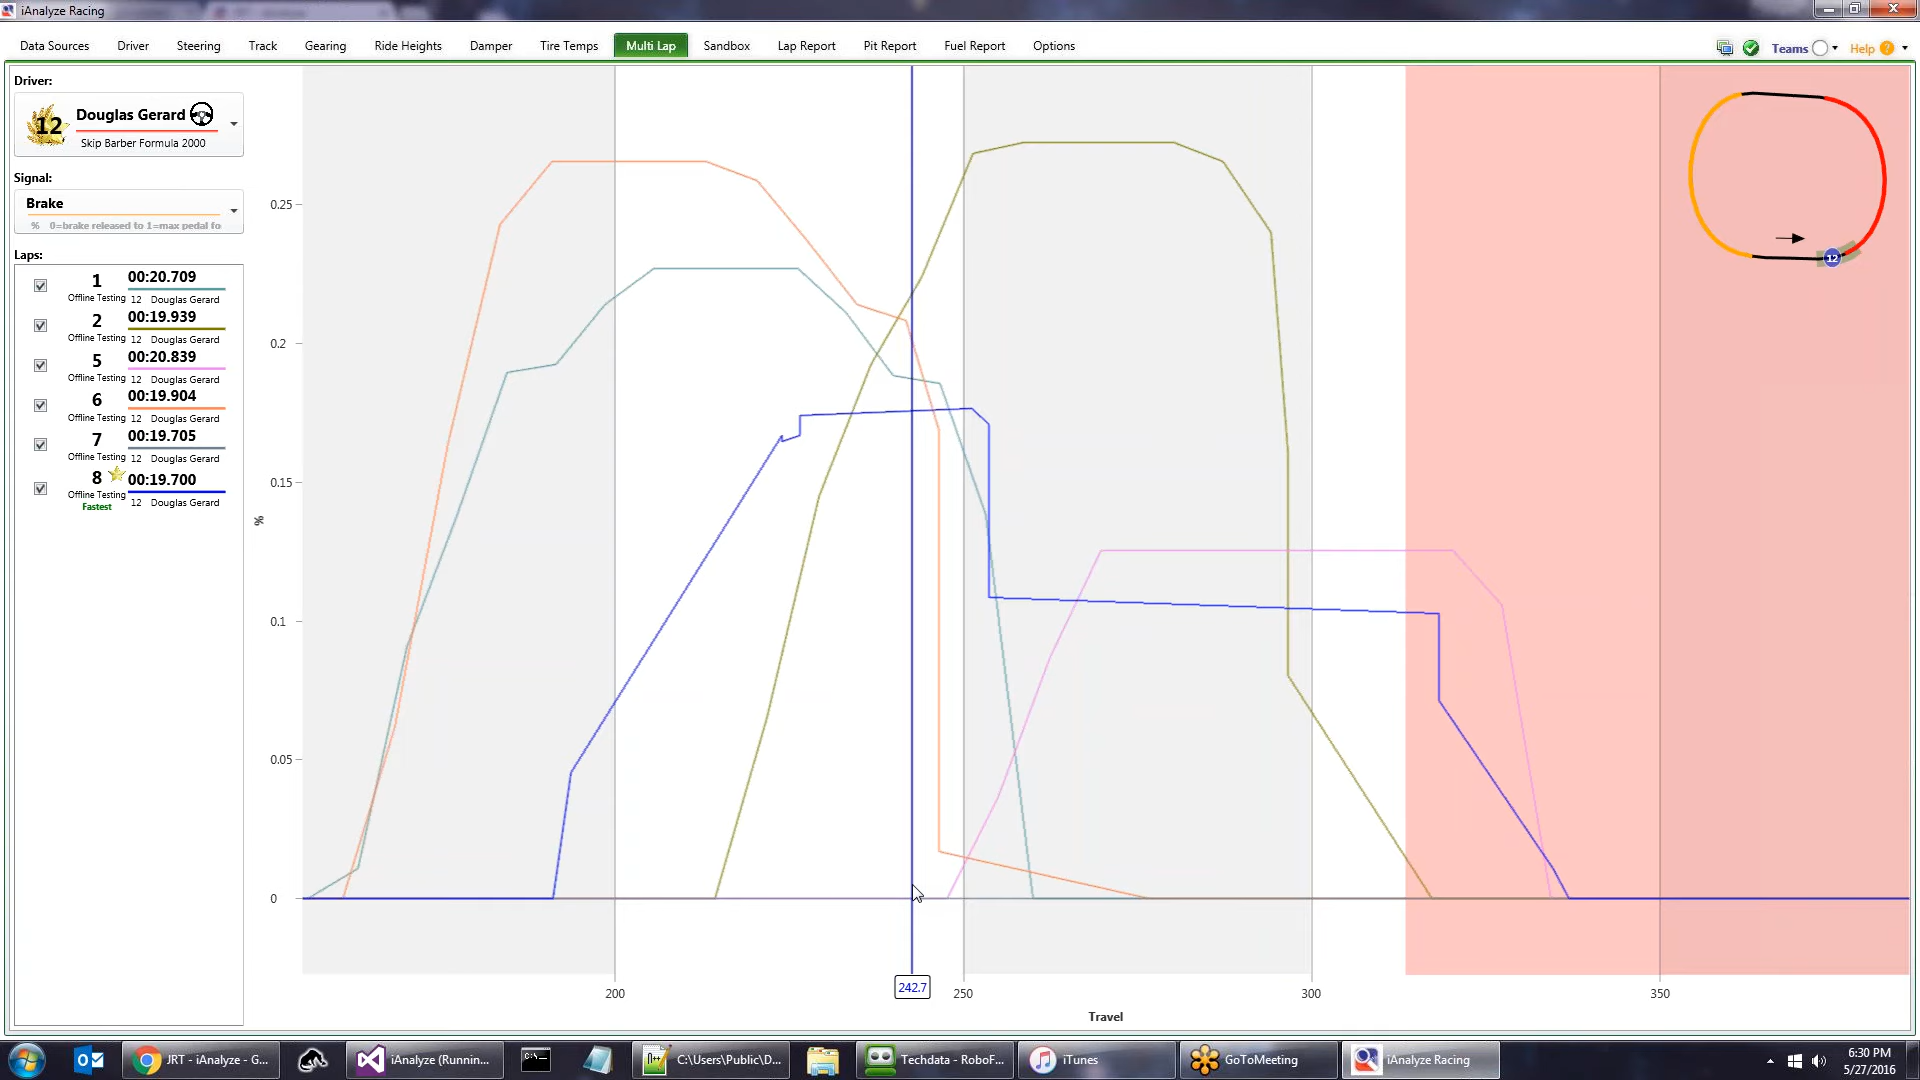 iAnalyze Racing
Data Sources Driver Steering Track Gearing Ride Heights Damper Tire Temps Multi Lap Sandbox Lap Report Pit Report Fuel Report Options Teams Help ?
Driver:
12 Douglas Gerard
Skip Barber Formula 2000
Signal:
Brake
% 0=brake released to 1=max pedal fo
Laps:
1 00:20.709
Offline Testing 12 Douglas Gerard
2 00:19.939
Offline Testing 12 Douglas Gerard
5 00:20.839
Offline Testing 12 Douglas Gerard
6 00:19.904
Offline Testing 12 Douglas Gerard
7 00:19.705
Offline Testing 12 Douglas Gerard
8 00:19.700
Offline Testing 12 Douglas Gerard
Fastest
0.25
0.2
0.15
%
0.1
0.05
0
12
200 242.7 250 300 350
Travel
JRT - iAnalyze - G... iAnalyze (Runnin... C:\Users\Public\D... Techdata - RoboF... iTunes GoToMeeting iAnalyze Racing
6:30 PM
5/27/2016